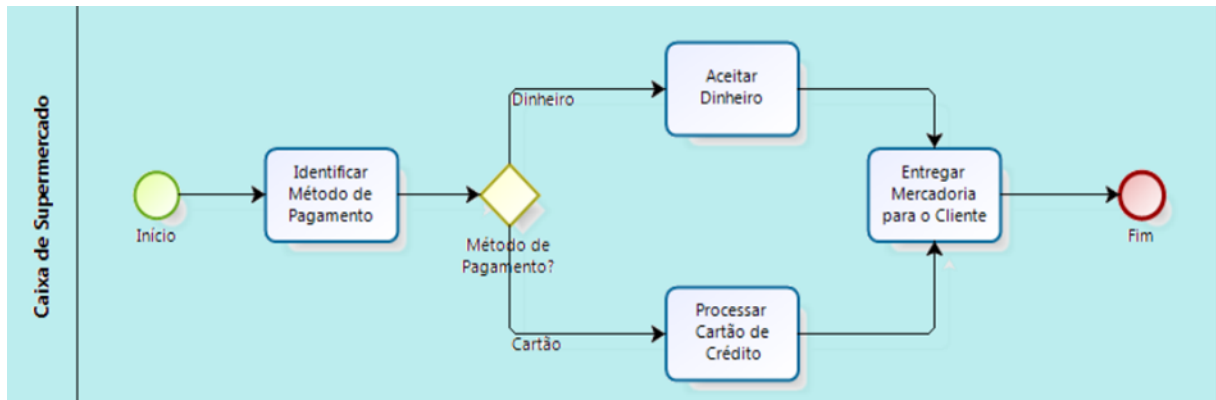 Caixa de Supermercado
Início
Identificar
Método de
Pagamento
Método de
Pagamento?
Dinheiro
Aceitar
Dinheiro
Cartão
Processar
Cartão de
Crédito
Entregar
Mercadoria
para o Cliente
Fim